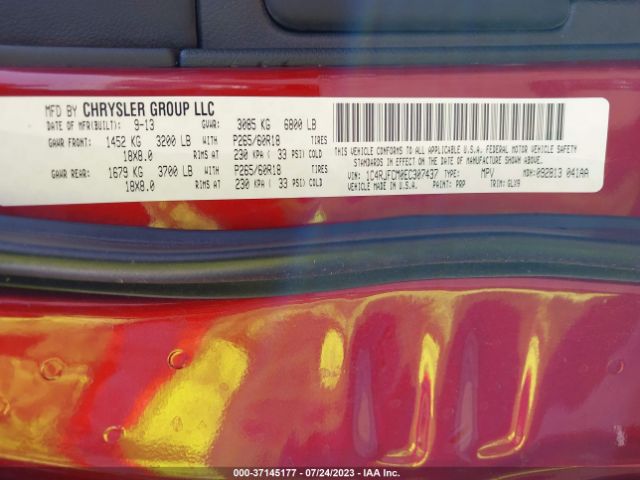 MFD BY CHRYSLER GROUP LLC
DATE OF MFR(BUILT): 9-13 GVWR: 3085 KG 6800 LB
GAWR FRONT: 1452 KG 3200 LB WITH P265/60R18 TIRES
18X8.0 RIMS AT 230 KPA ( 33 PSI) COLD
GAWR REAR: 1679 KG 3700 LB WITH P265/60R18 TIRES
18X8.0 RIMS AT 230 KPA ( 33 PSI) COLD
THIS VEHICLE CONFORMS TO ALL APPLICABLE U.S.A. FEDERAL MOTOR VEHICLE SAFETY
STANDARDS IN EFFECT ON THE DATE OF MANUFACTURE SHOWN ABOVE.
VIN: 1C4RJFCM0EC307437 TYPE: MPV MDH: 092813 041AA
VEHICLE MADE IN U.S.A. PAINT: PRP TRIM: GLX9
000-37145177 - 07/24/2023 - IAA Inc.